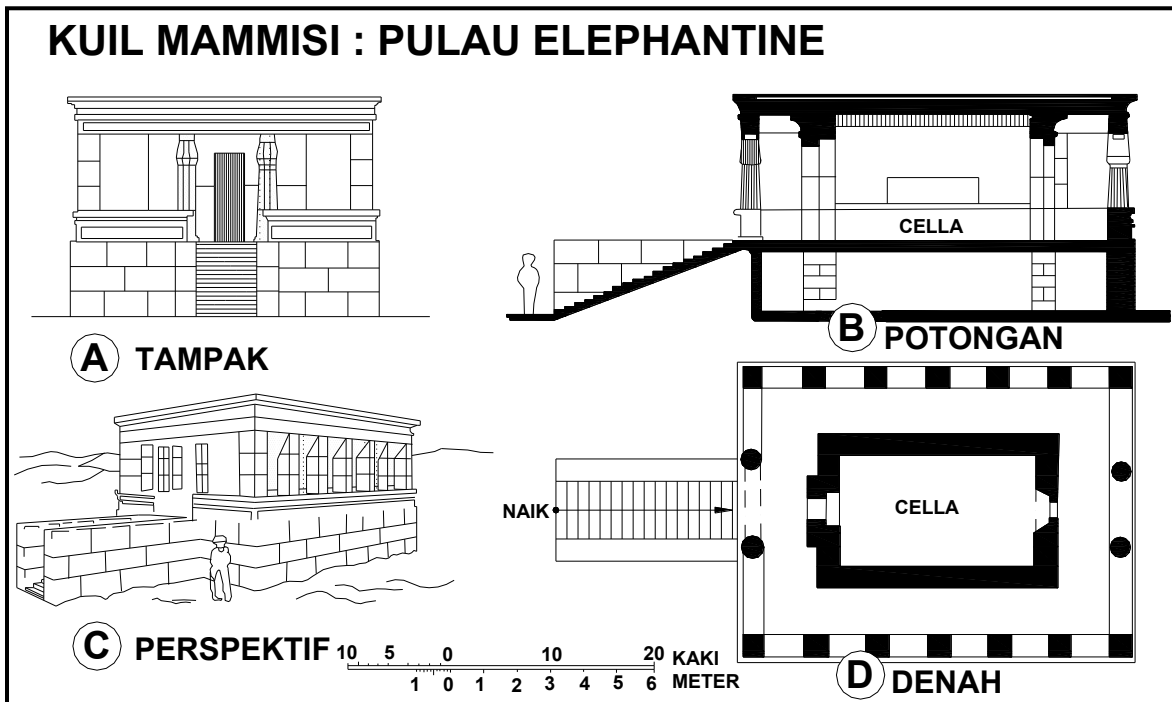 KUIL MAMMISI : PULAU ELEPHANTINE
CELLA
A TAMPAK
B POTONGAN
NAIK
CELLA
C PERSPEKTIF
10 5 0 10 20 KAKI
1 0 1 2 3 4 5 6 METER
D DENAH